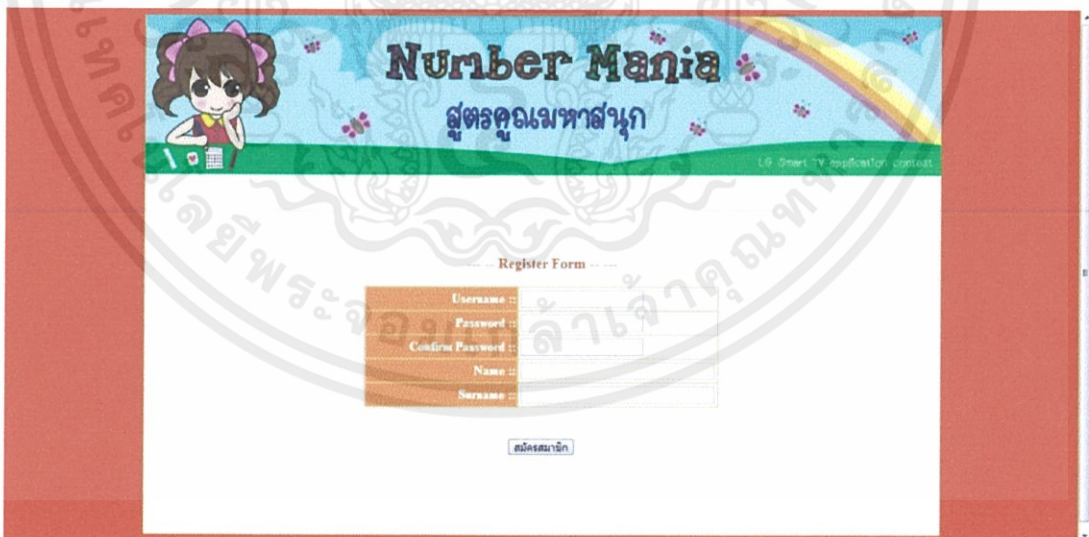 Number Mania
สูตรคูณมหาสนุก
LG Smart TV application contest
--- -- Register Form -- ---
Username ::
Password ::
Confirm Password ::
Name ::
Surname ::
สมัครสมาชิก